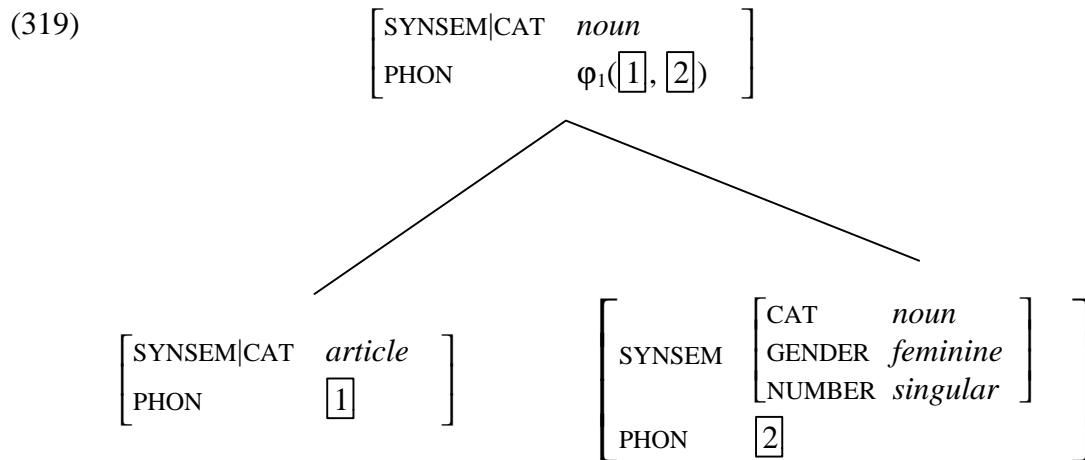 (319)
SYNSEM|CAT noun
PHON φ₁(1, 2)
SYNSEM|CAT article
PHON 1
SYNSEM CAT noun
GENDER feminine
NUMBER singular
PHON 2